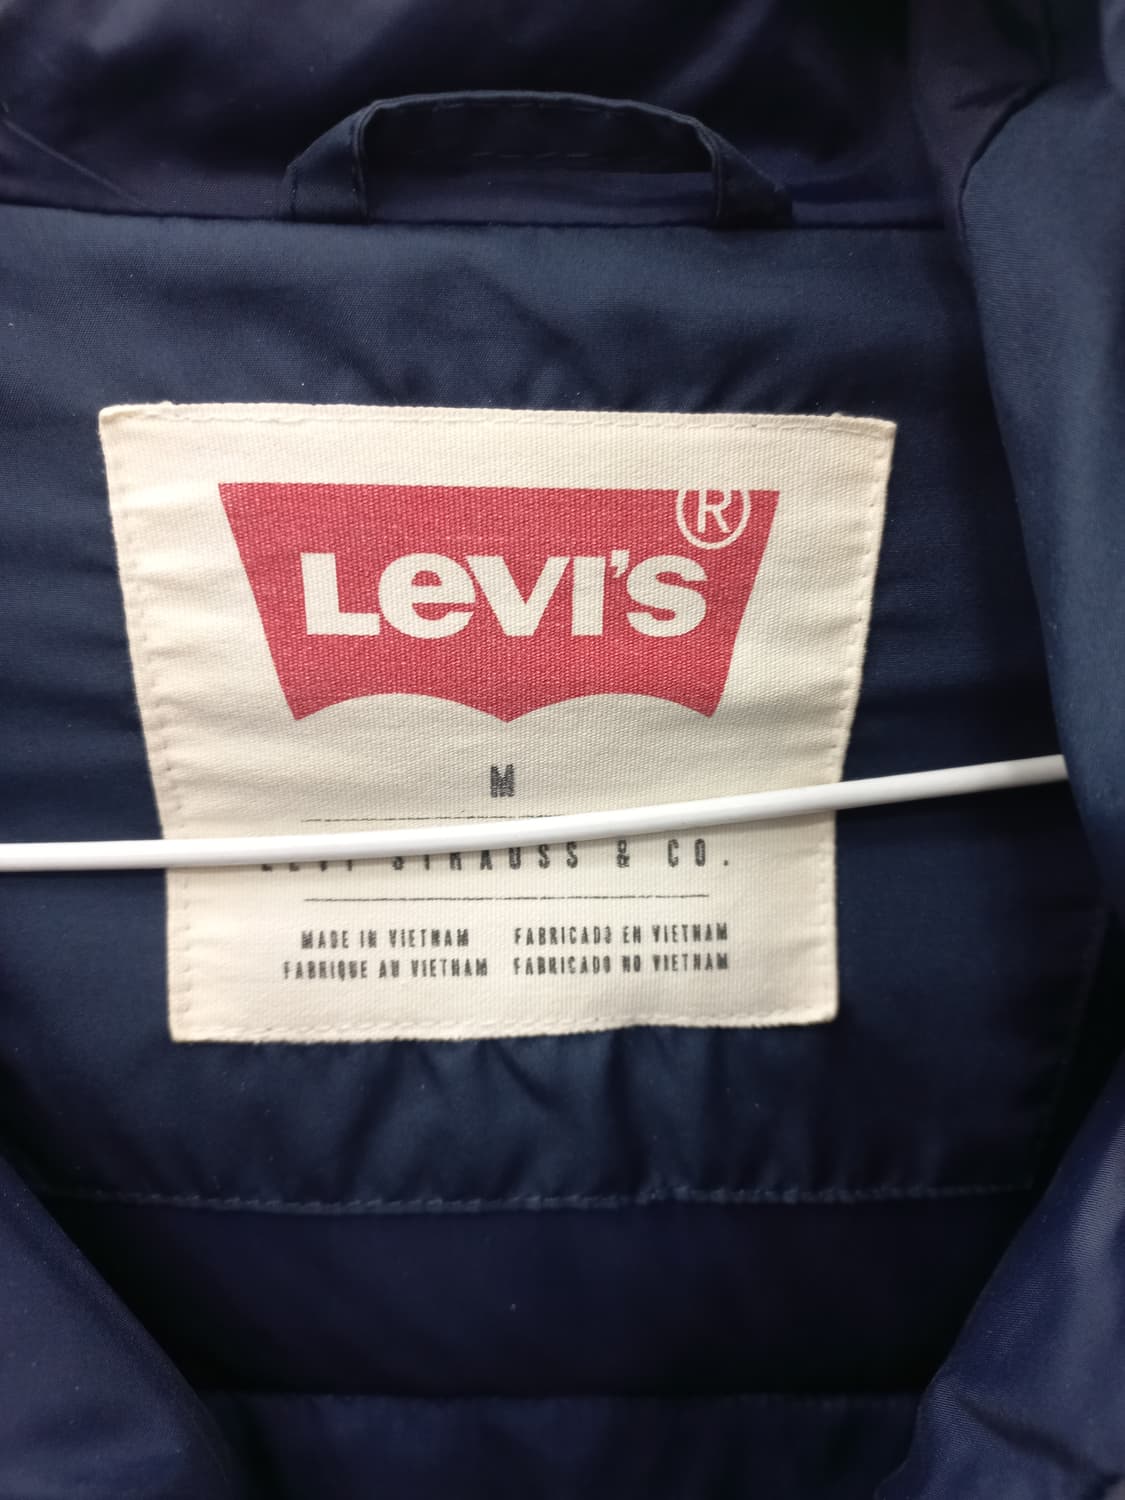 Levi's®
M
LEVI STRAUSS & CO.
MADE IN VIETNAM FABRICADO EN VIETNAM
FABRIQUE AU VIETNAM FABRICADO NO VIETNAM